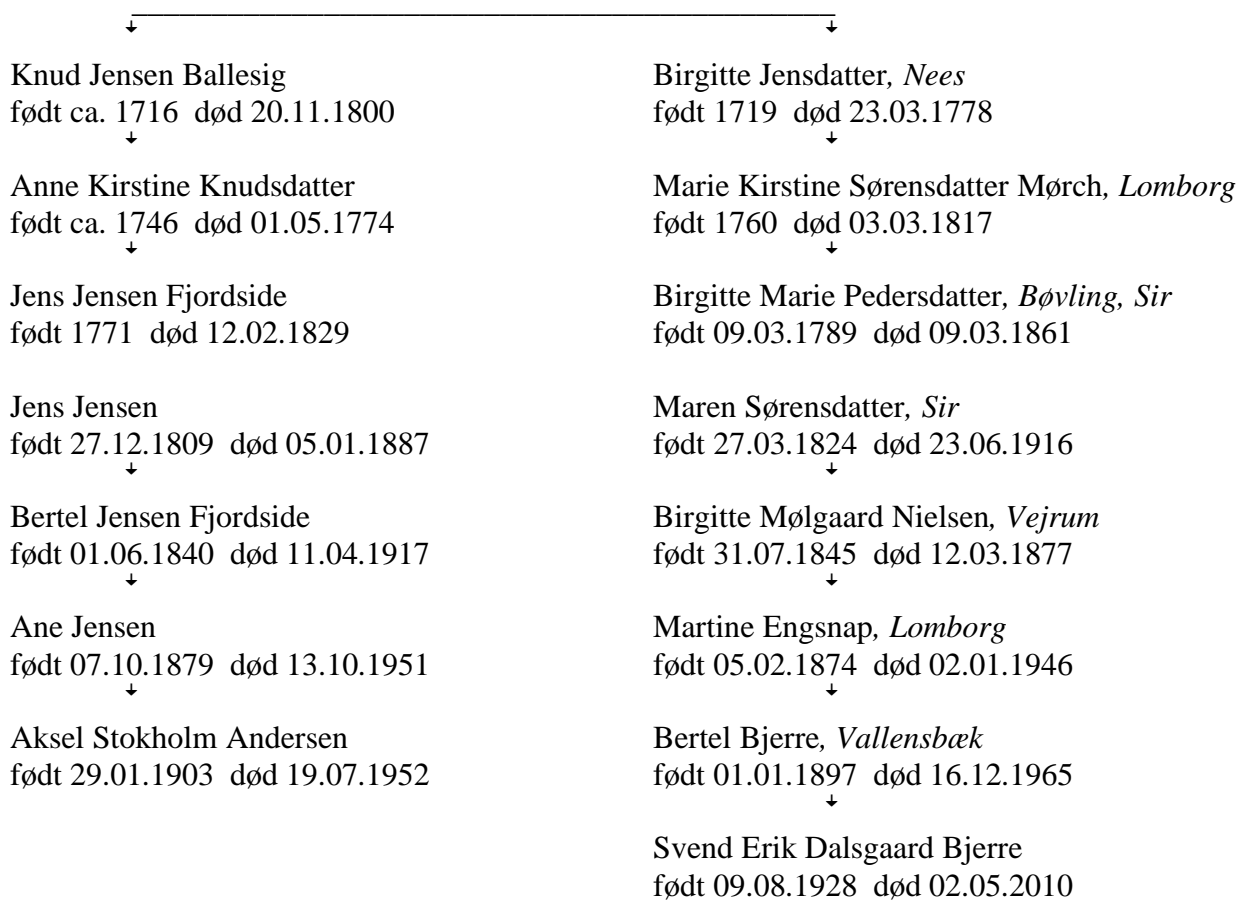 Knud Jensen Ballesig
født ca. 1716 død 20.11.1800
Anne Kirstine Knudsdatter
født ca. 1746 død 01.05.1774
Jens Jensen Fjordside
født 1771 død 12.02.1829
Jens Jensen
født 27.12.1809 død 05.01.1887
Bertel Jensen Fjordside
født 01.06.1840 død 11.04.1917
Ane Jensen
født 07.10.1879 død 13.10.1951
Aksel Stokholm Andersen
født 29.01.1903 død 19.07.1952
Birgitte Jensdatter, Nees
født 1719 død 23.03.1778
Marie Kirstine Sørensdatter Mørch, Lomborg
født 1760 død 03.03.1817
Birgitte Marie Pedersdatter, Bøvling, Sir
født 09.03.1789 død 09.03.1861
Maren Sørensdatter, Sir
født 27.03.1824 død 23.06.1916
Birgitte Mølgaard Nielsen, Vejrum
født 31.07.1845 død 12.03.1877
Martine Engsnap, Lomborg
født 05.02.1874 død 02.01.1946
Bertel Bjerre, Vallensbæk
født 01.01.1897 død 16.12.1965
Svend Erik Dalsgaard Bjerre
født 09.08.1928 død 02.05.2010